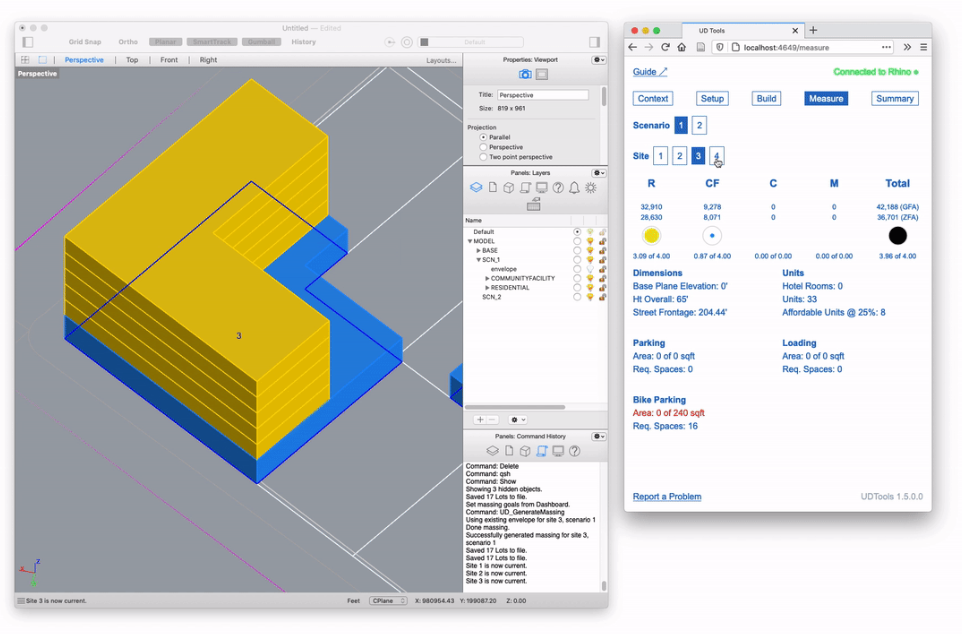 Untitled — Edited
Grid Snap Ortho Planar SmartTrack Gumball History Default
Perspective Top Front Right Layouts...
Perspective
3
x z
Properties: Viewport
Title: Perspective
Size: 819 x 961
Projection
Parallel
Perspective
Two point perspective
Panels: Layers
Name
Default
MODEL
BASE
SCN_1
envelope
COMMUNITYFACILITY
RESIDENTIAL
SCN_2
Panels: Command History
Command: Delete
Command: qsh
Command: Show
Showing 3 hidden objects.
Saved 17 Lots to file.
Set massing goals from Dashboard.
Command: UD_GenerateMassing
Using existing envelope for site 3, scenario 1
Done massing.
Successfully generated massing for site 3,
scenario 1
Saved 17 Lots to file.
Saved 17 Lots to file.
Site 1 is now current.
Site 2 is now current.
Site 3 is now current.
Site 3 is now current. Feet CPlane X: 980954.43 Y: 199087.20 Z: 0.00
UD Tools
localhost:4649/measure
Guide Connected to Rhino
Context Setup Build Measure Summary
Scenario 1 2
Site 1 2 3 4
R CF C M Total
32,910 9,278 0 0 42,188 (GFA)
28,630 8,071 0 0 36,701 (ZFA)
3.09 of 4.00 0.87 of 4.00 0.00 of 0.00 0.00 of 0.00 3.96 of 4.00
Dimensions
Base Plane Elevation: 0'
Ht Overall: 65'
Street Frontage: 204.44'
Units
Hotel Rooms: 0
Units: 33
Affordable Units @ 25%: 8
Parking
Area: 0 of 0 sqft
Req. Spaces: 0
Loading
Area: 0 of 0 sqft
Req. Spaces: 0
Bike Parking
Area: 0 of 240 sqft
Req. Spaces: 16
Report a Problem UDTools 1.5.0.0